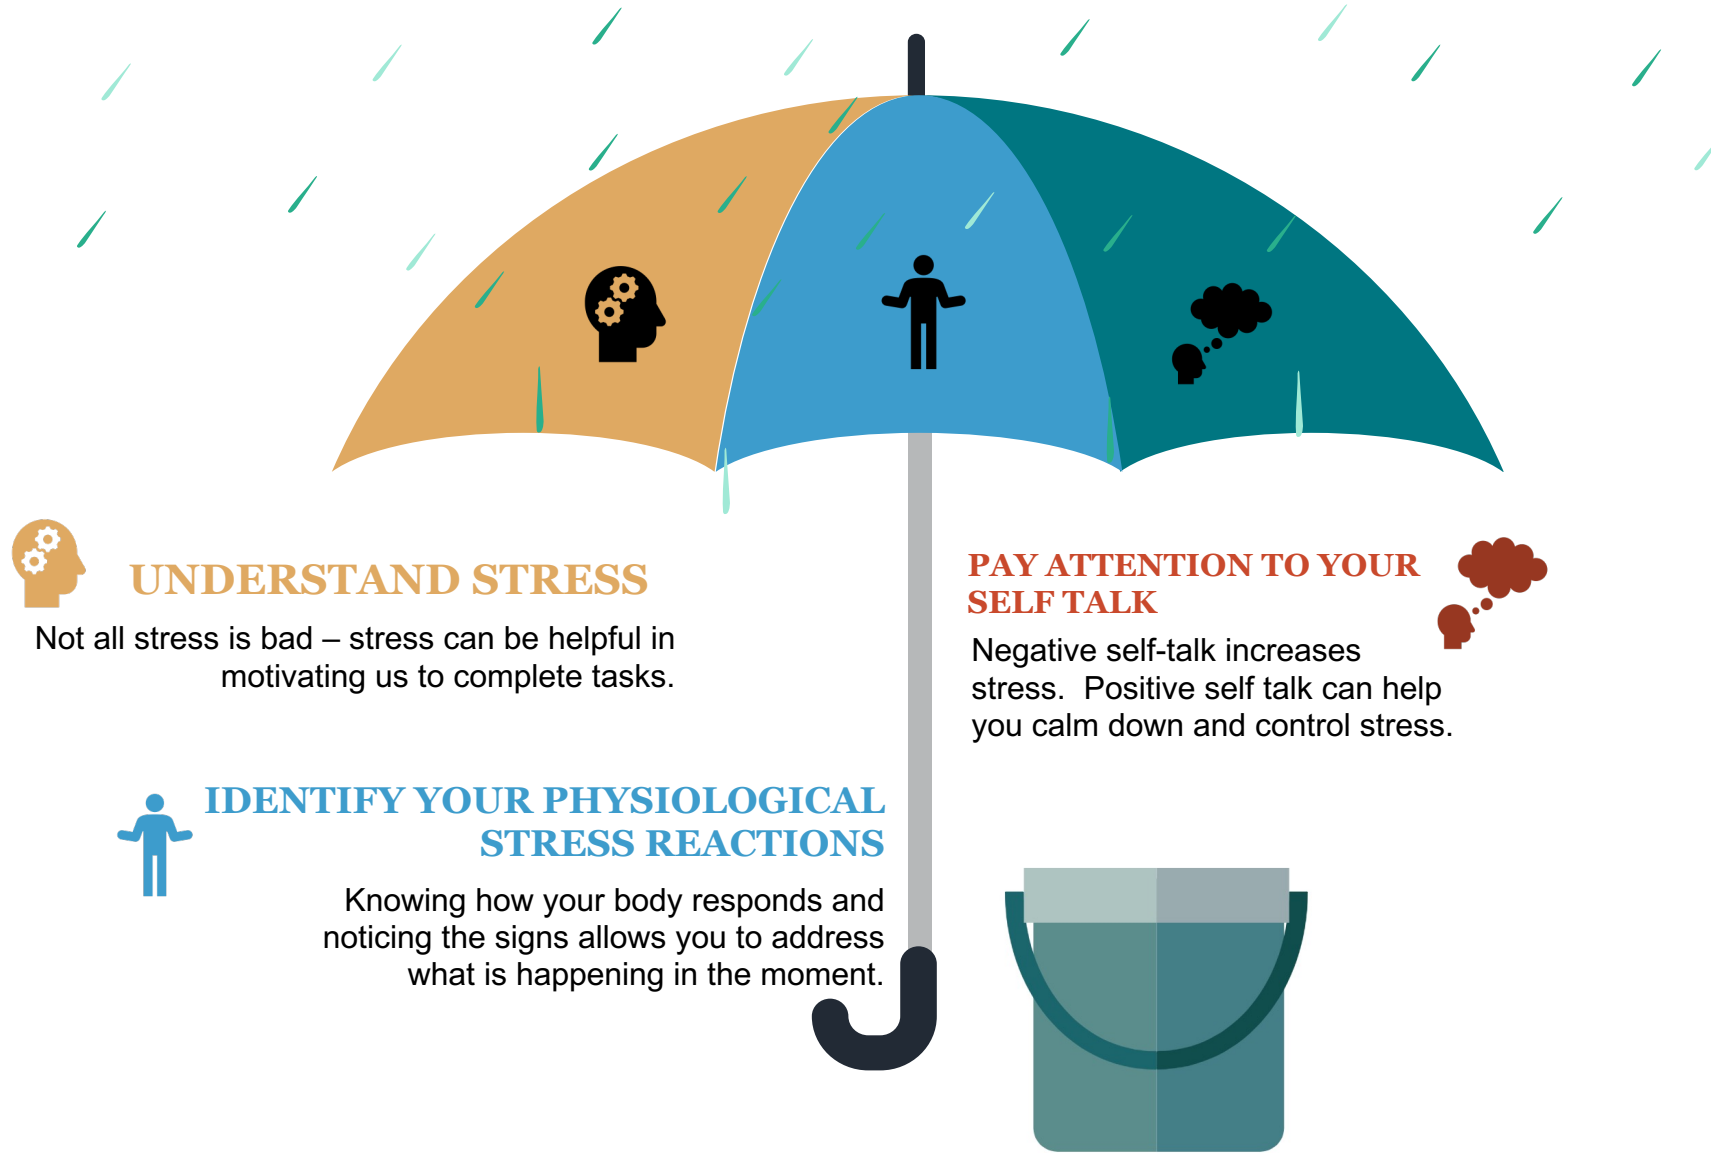 UNDERSTAND STRESS
Not all stress is bad – stress can be helpful in
motivating us to complete tasks.
IDENTIFY YOUR PHYSIOLOGICAL
STRESS REACTIONS
Knowing how your body responds and
noticing the signs allows you to address
what is happening in the moment.
PAY ATTENTION TO YOUR
SELF TALK
Negative self-talk increases
stress.  Positive self talk can help
you calm down and control stress.